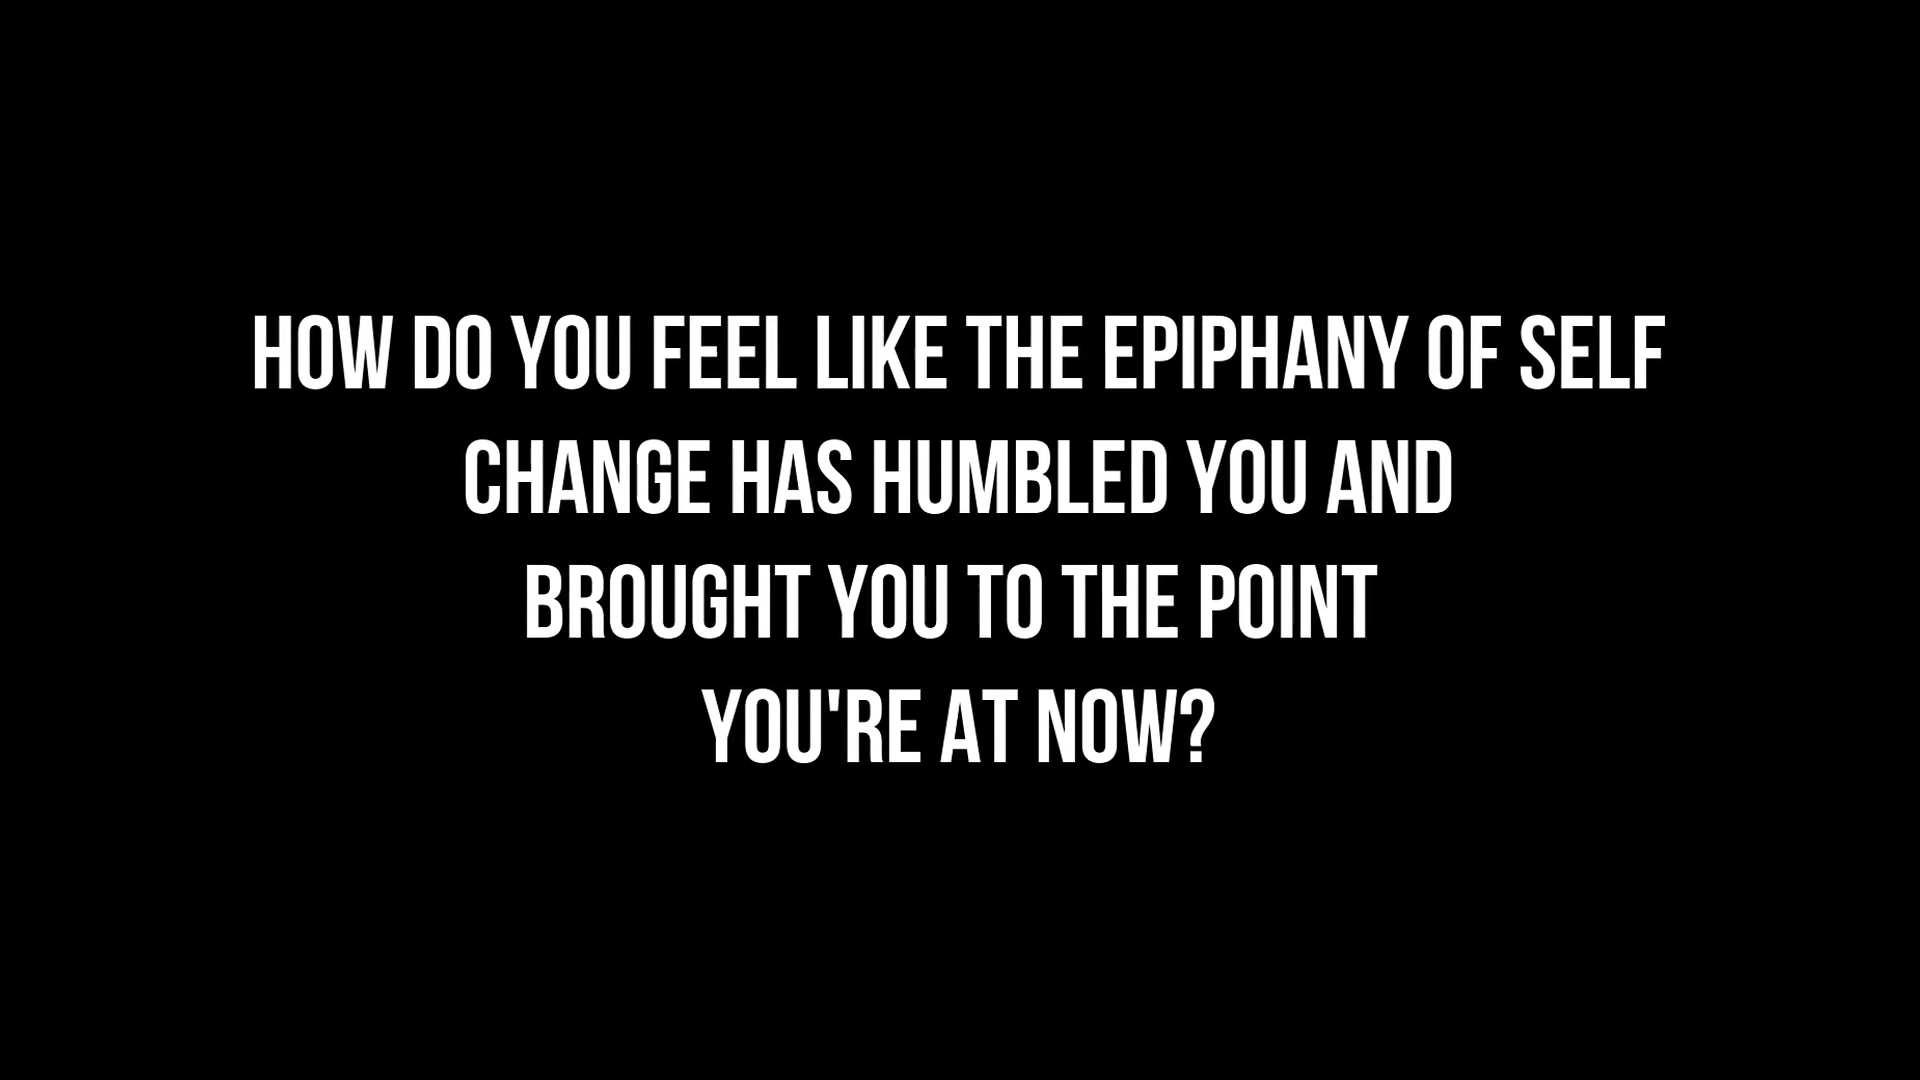 HOW DO YOU FEEL LIKE THE EPIPHANY OF SELF
CHANGE HAS HUMBLED YOU AND
BROUGHT YOU TO THE POINT
YOU'RE AT NOW?